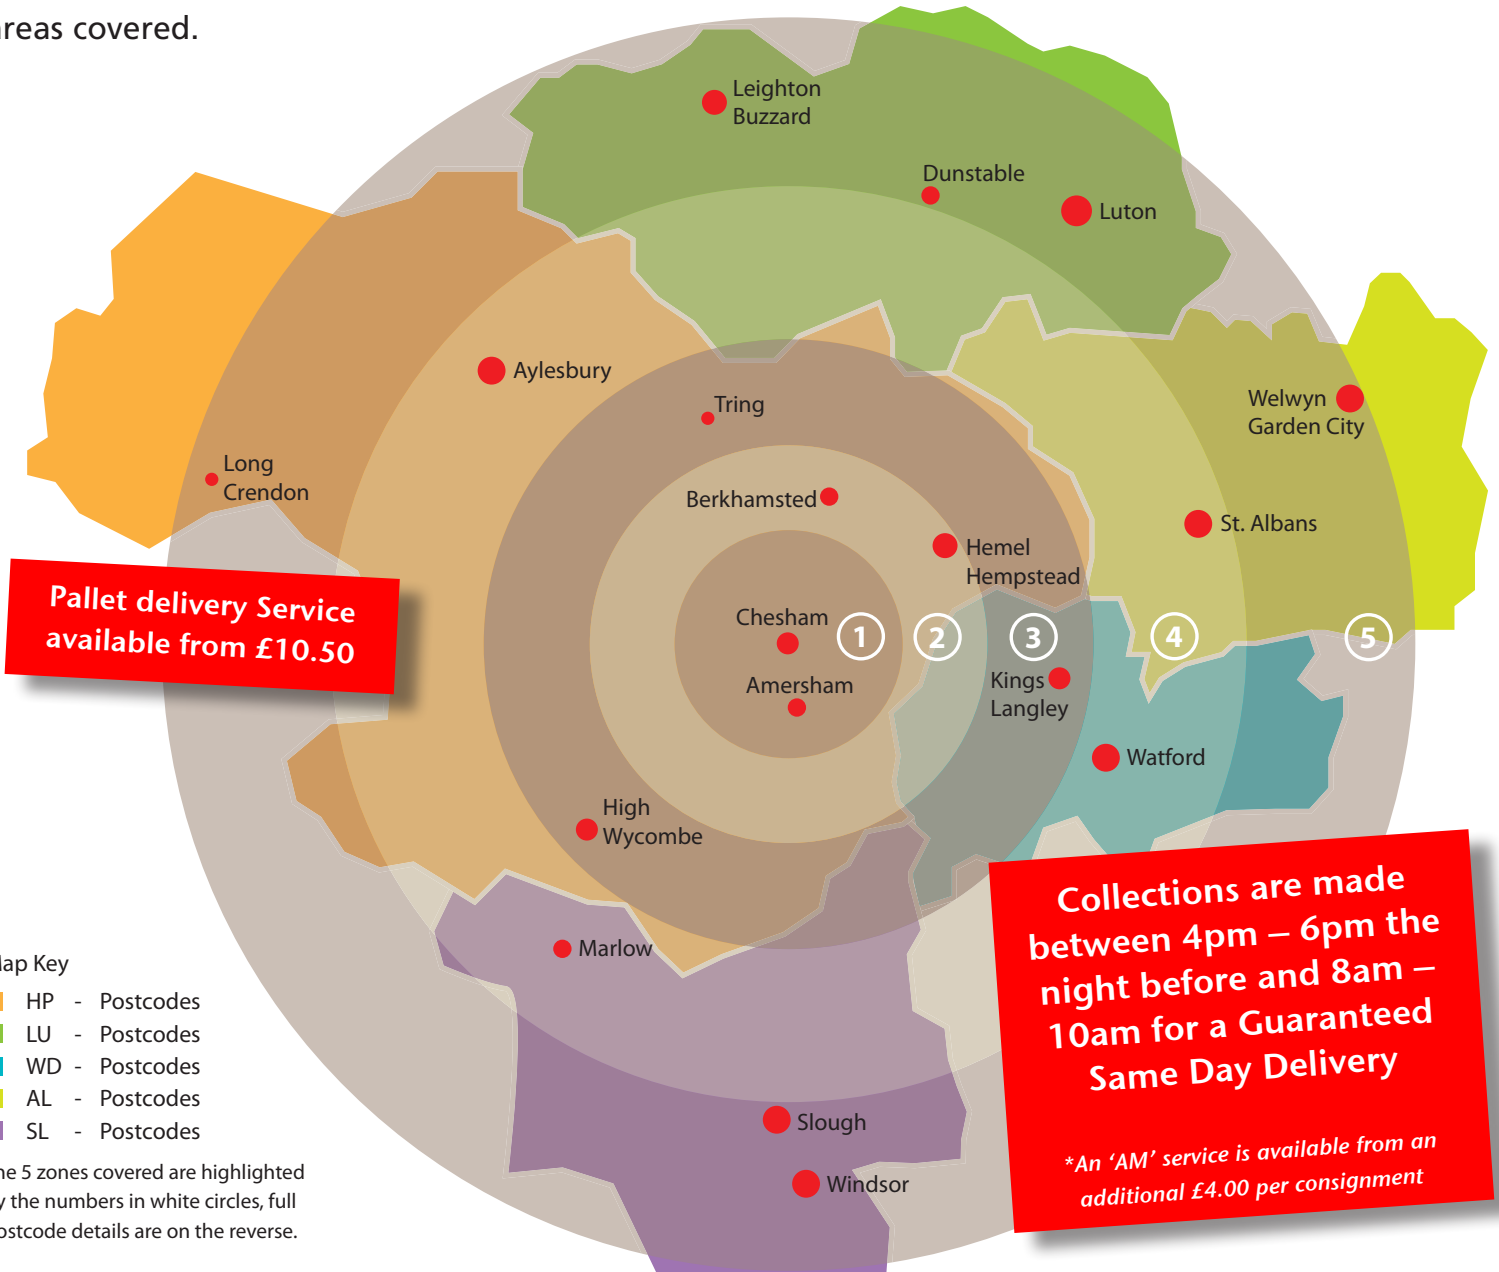 areas covered.
Leighton
Buzzard
Dunstable
Luton
Aylesbury
Tring
Welwyn
Garden City
Long
Crendon
Berkhamsted
St. Albans
Hemel
Hempstead
Pallet delivery Service
available from £10.50
Chesham
1
2
3
4
5
Amersham
Kings
Langley
Watford
High
Wycombe
Marlow
Collections are made
between 4pm – 6pm the
night before and 8am –
10am for a Guaranteed
Same Day Delivery
*An ‘AM’ service is available from an
additional £4.00 per consignment
Map Key
HP - Postcodes
LU - Postcodes
WD - Postcodes
AL - Postcodes
SL - Postcodes
Slough
Windsor
The 5 zones covered are highlighted
by the numbers in white circles, full
postcode details are on the reverse.